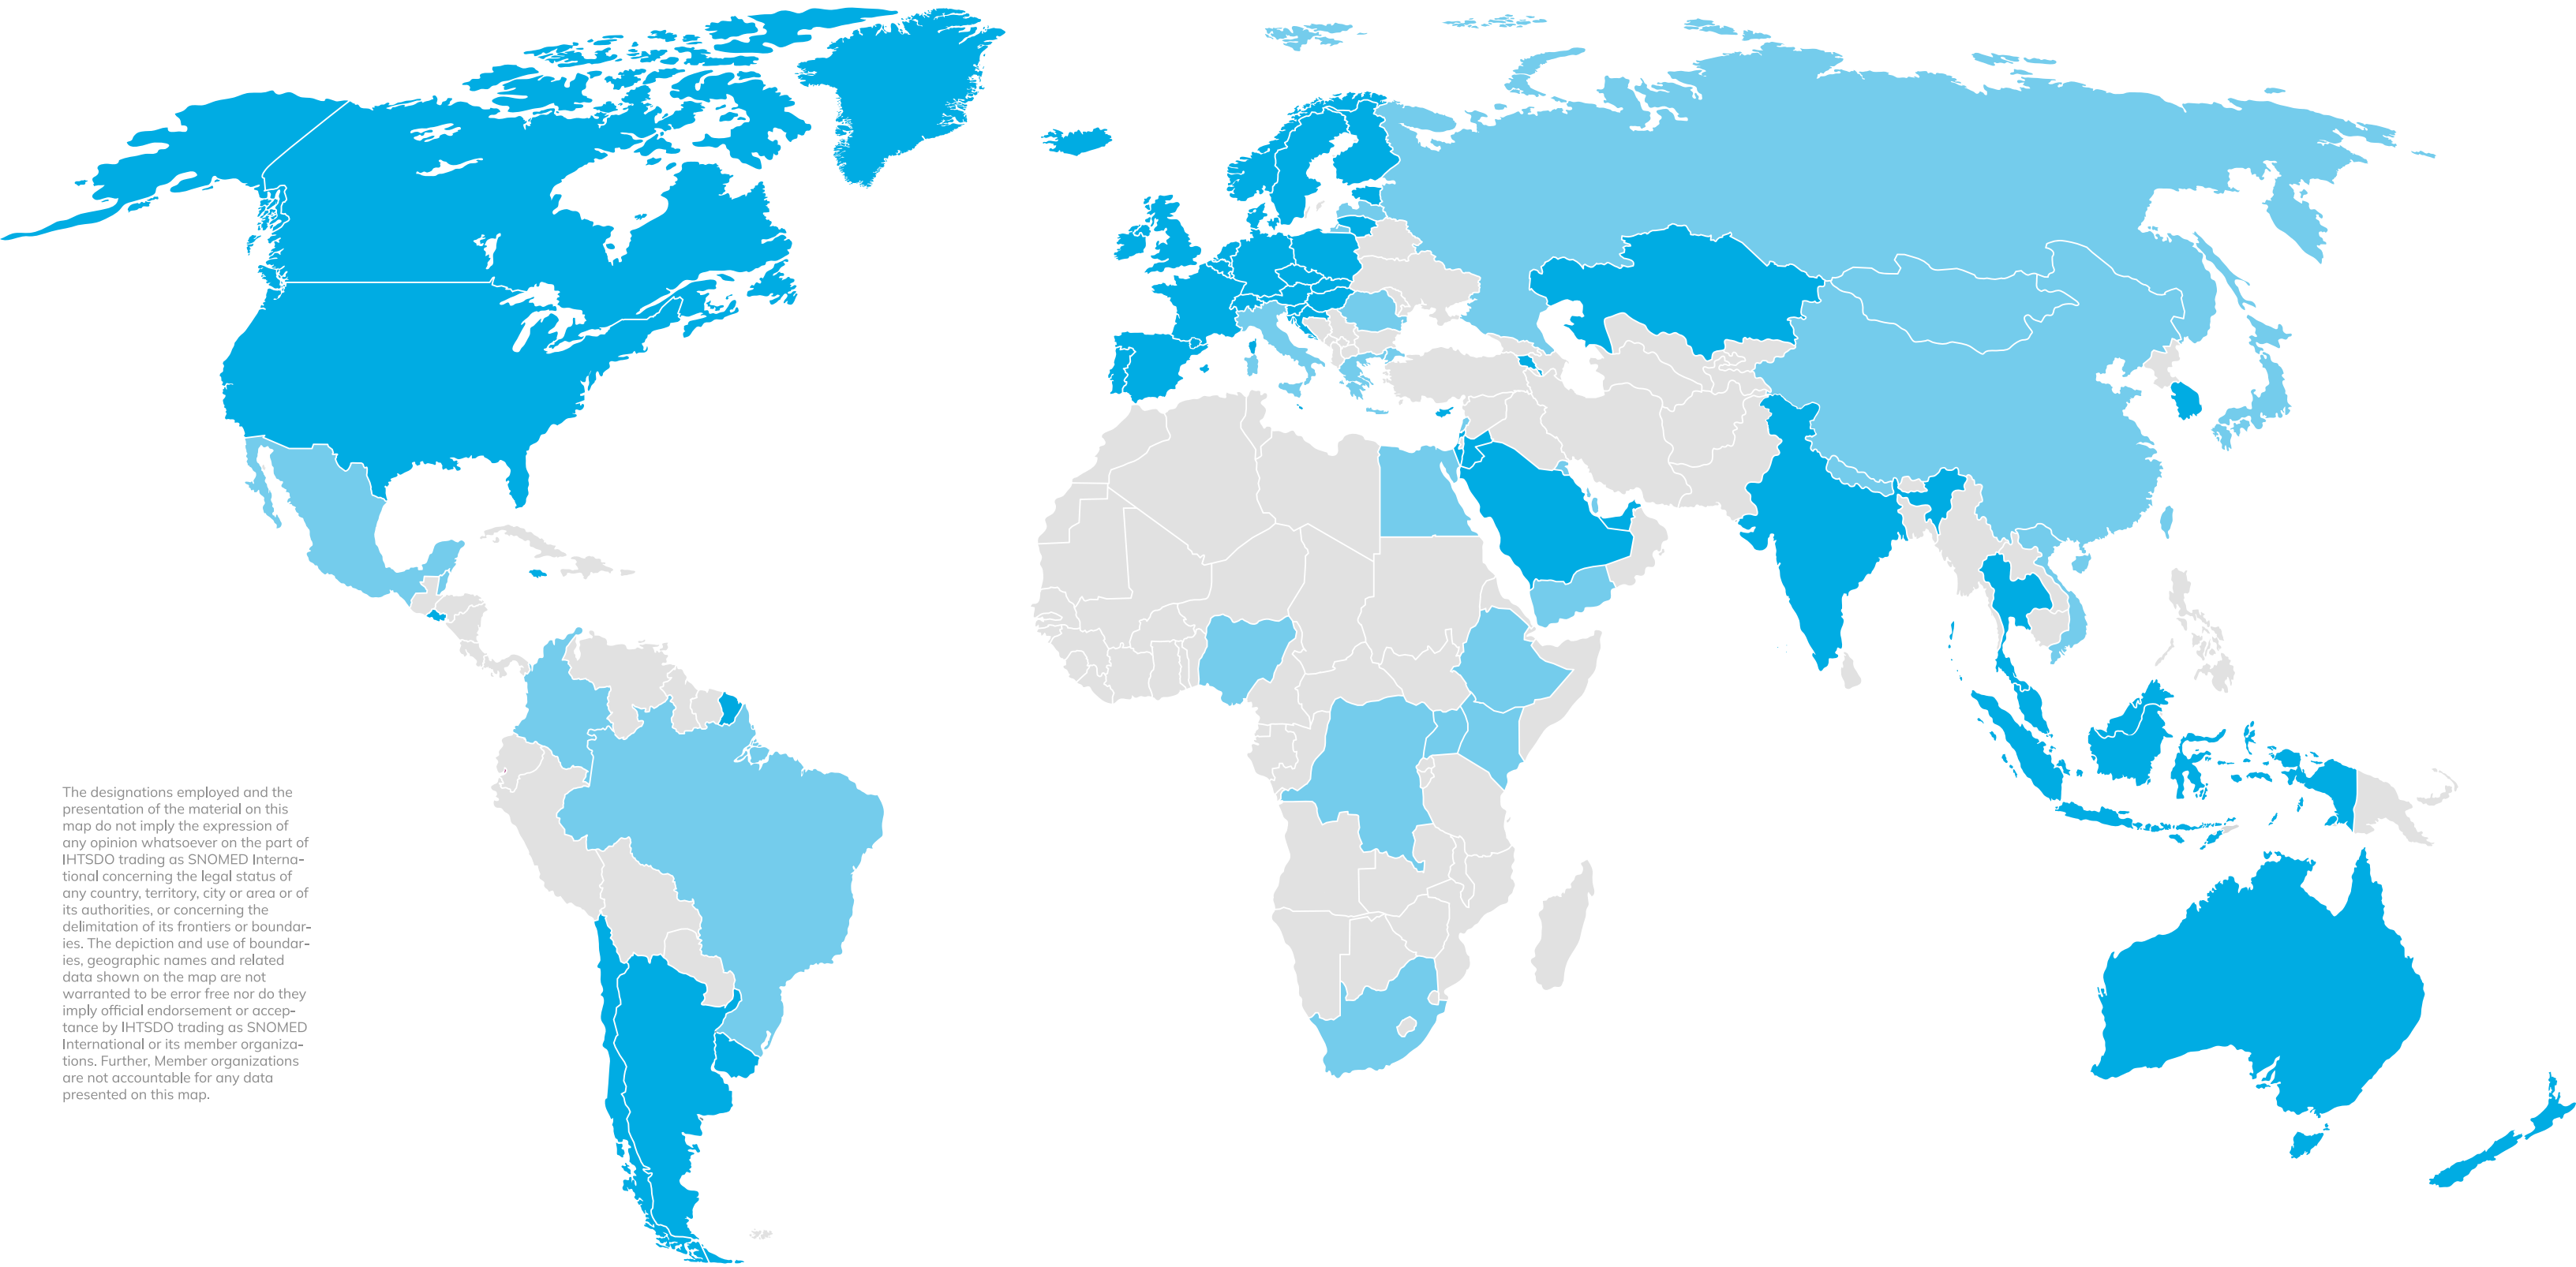 The designations employed and the
presentation of the material on this
map do not imply the expression of
any opinion whatsoever on the part of
IHTSDO trading as SNOMED Interna-
tional concerning the legal status of
any country, territory, city or area or of
its authorities, or concerning the
delimitation of its frontiers or boundar-
ies. The depiction and use of boundar-
ies, geographic names and related
data shown on the map are not
warranted to be error free nor do they
imply official endorsement or accep-
tance by IHTSDO trading as SNOMED
International or its member organiza-
tions. Further, Member organizations
are not accountable for any data
presented on this map.